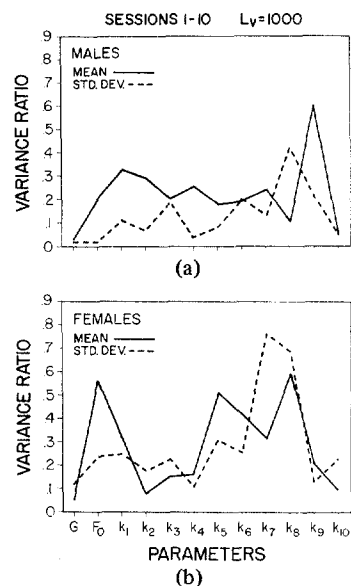 SESSIONS 1-10 Lv=1000
.9
MALES
.8
MEAN
.7
STD. DEV.
.6
.5
.4
.3
.2
.1
0
VARIANCE RATIO
(a)
.9
FEMALES
.8
MEAN
.7
STD. DEV.
.6
.5
.4
.3
.2
.1
0
VARIANCE RATIO
G F0 k1 k2 k3 k4 k5 k6 k7 k8 k9 k10
PARAMETERS
(b)